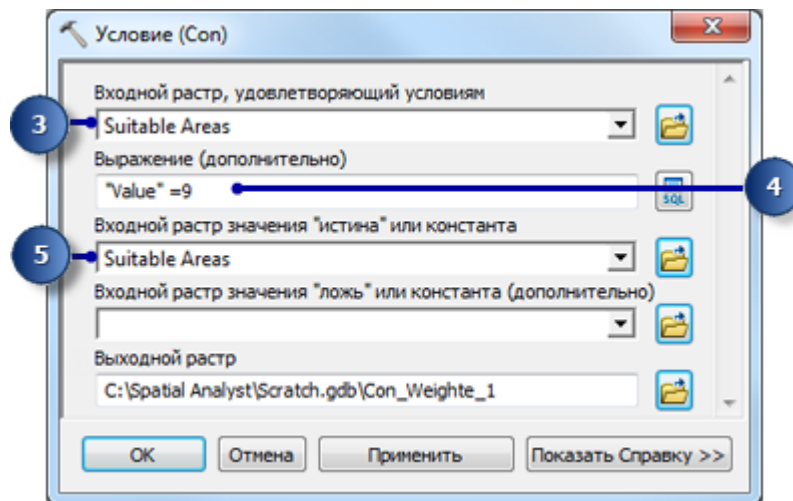 Условие (Con)
Входной растр, удовлетворяющий условиям
3
Suitable Areas
Выражение (дополнительно)
"Value" =9
SQL
4
Входной растр значения "истина" или константа
5
Suitable Areas
Входной растр значения "ложь" или константа (дополнительно)
Выходной растр
C:\Spatial Analyst\Scratch.gdb\Con_Weighte_1
OK
Отмена
Применить
Показать Справку >>